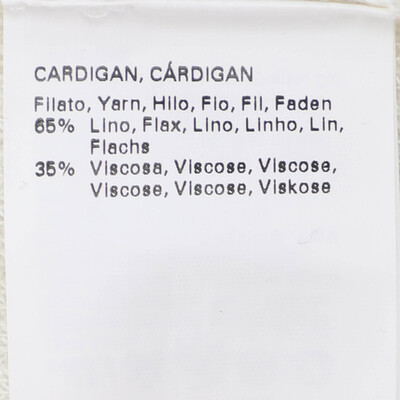 CARDIGAN, CÁRDIGAN
Filato, Yarn, Hilo, Fio, Fil, Faden
65% Lino, Flax, Lino, Linho, Lin,
Flachs
35% Viscosa, Viscose, Viscose,
Viscose, Viscose, Viskose